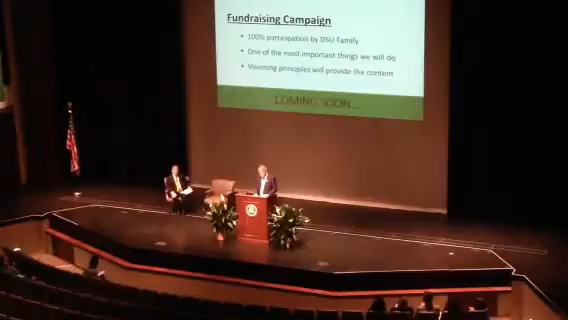 Fundraising Campaign
• 100% participation by DSU Family
• One of the most important things we will do
• Visioning principles will provide the content
COMING SOON…